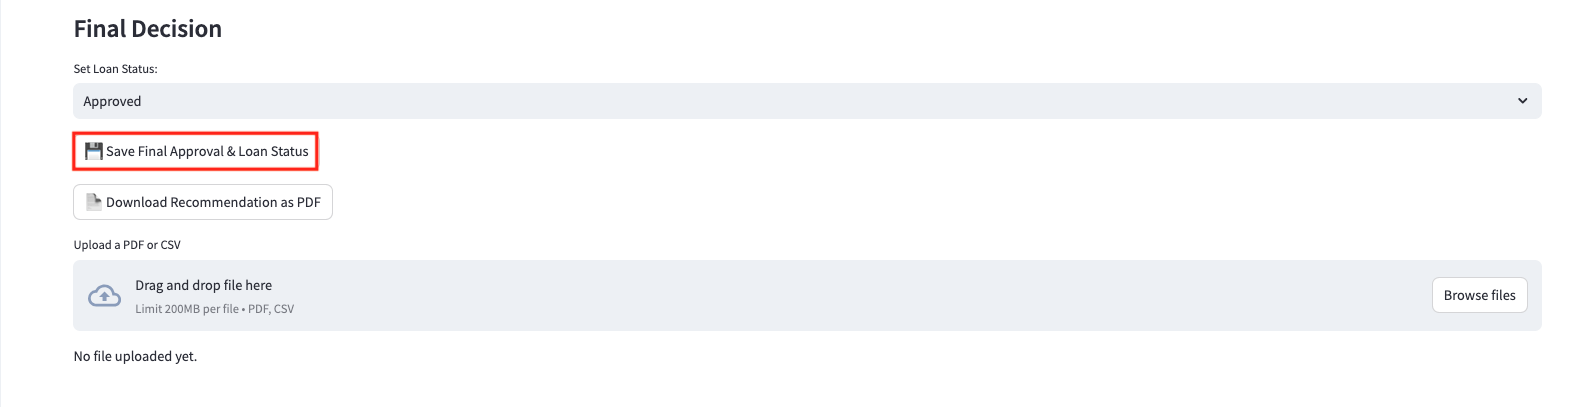 Final Decision
Set Loan Status:
Approved
Save Final Approval & Loan Status
Download Recommendation as PDF
Upload a PDF or CSV
Drag and drop file here
Limit 200MB per file • PDF, CSV
Browse files
No file uploaded yet.